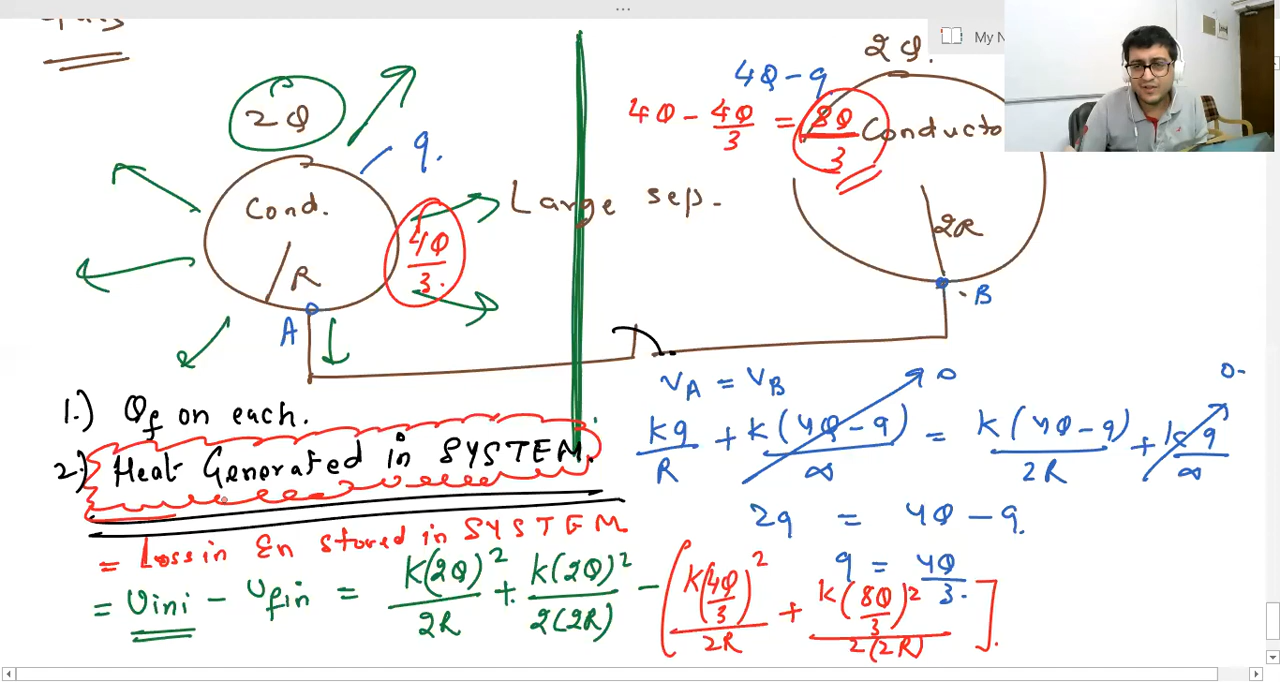 2Q
2Q.
My N
4Q - q
4Q - 4Q/3 = 8Q/3
Conducto
q.
Cond.
Large sep.
4Q/3.
R
2R
A
B
V_A = V_B
0
0.
1.) Q_f on each.
kq/R + k(4Q-q)/∞ = k(4Q-q)/2R + kq/∞
2.) Heat Generated in SYSTEM.
2q = 4Q - q.
= Loss in En stored in SYSTEM
q = 4Q/3.
= U_ini - U_fin = k(2Q)²/2R + k(2Q)²/2(2R) - [k(4Q/3)²/2R + k(8Q/3)²/2(2R)].